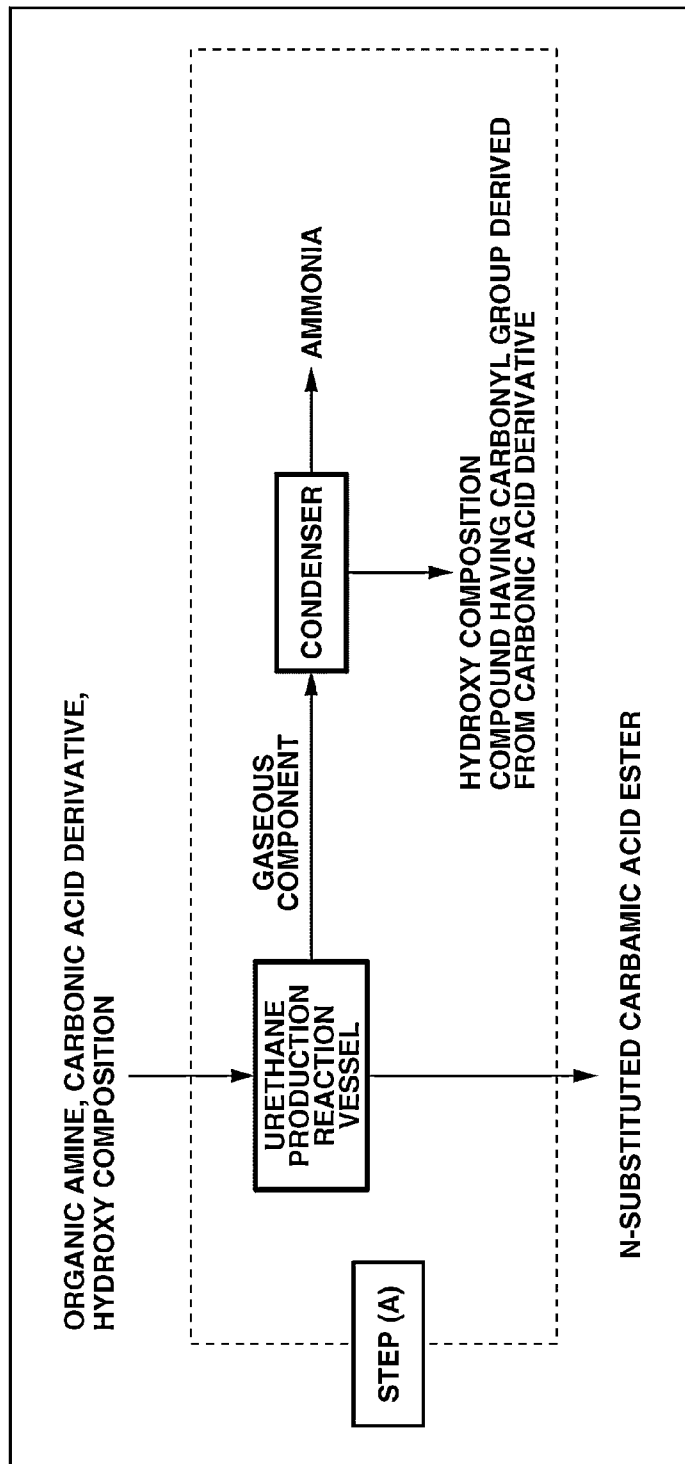 ORGANIC AMINE, CARBONIC ACID DERIVATIVE,
HYDROXY COMPOSITION
STEP (A)
URETHANE
PRODUCTION
REACTION
VESSEL
GASEOUS
COMPONENT
CONDENSER
AMMONIA
HYDROXY COMPOSITION
COMPOUND HAVING CARBONYL GROUP DERIVED
FROM CARBONIC ACID DERIVATIVE
N-SUBSTITUTED CARBAMIC ACID ESTER